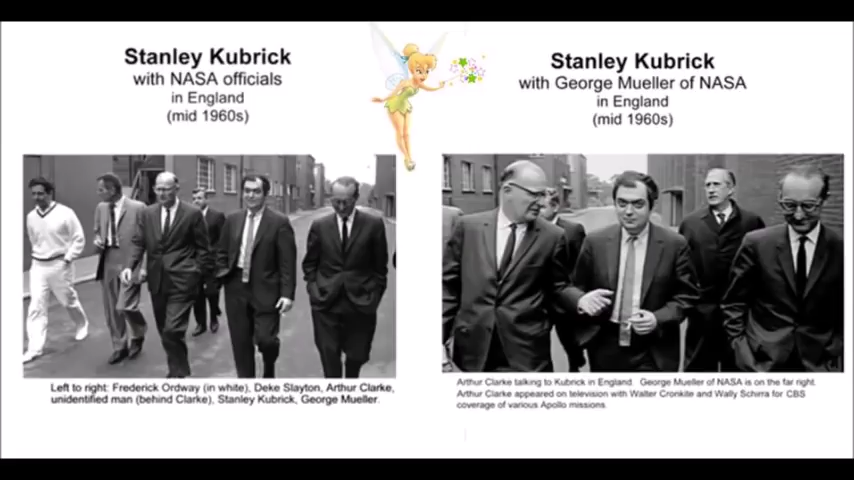 Stanley Kubrick
with NASA officials
in England
(mid 1960s)
Left to right: Frederick Ordway (in white), Deke Slayton, Arthur Clarke,
unidentified man (behind Clarke), Stanley Kubrick, George Mueller.
Stanley Kubrick
with George Mueller of NASA
in England
(mid 1960s)
Arthur Clarke talking to Kubrick in England. George Mueller of NASA is on the far right.
Arthur Clarke appeared on television with Walter Cronkite and Wally Schirra for CBS
coverage of various Apollo missions.